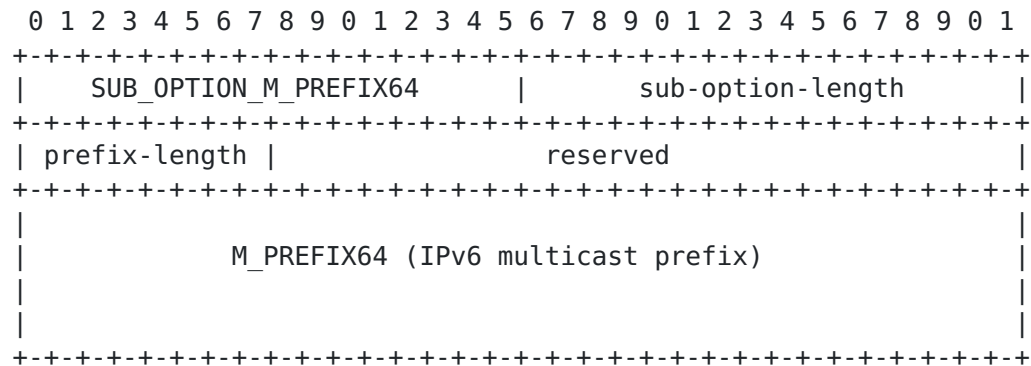 0 1 2 3 4 5 6 7 8 9 0 1 2 3 4 5 6 7 8 9 0 1 2 3 4 5 6 7 8 9 0 1
+-+-+-+-+-+-+-+-+-+-+-+-+-+-+-+-+-+-+-+-+-+-+-+-+-+-+-+-+-+-+-+-+
|    SUB_OPTION_M_PREFIX64      |       sub-option-length       |
+-+-+-+-+-+-+-+-+-+-+-+-+-+-+-+-+-+-+-+-+-+-+-+-+-+-+-+-+-+-+-+-+
| prefix-length |                 reserved                      |
+-+-+-+-+-+-+-+-+-+-+-+-+-+-+-+-+-+-+-+-+-+-+-+-+-+-+-+-+-+-+-+-+
|                                                               |
|             M_PREFIX64 (IPv6 multicast prefix)                |
|                                                               |
|                                                               |
+-+-+-+-+-+-+-+-+-+-+-+-+-+-+-+-+-+-+-+-+-+-+-+-+-+-+-+-+-+-+-+-+